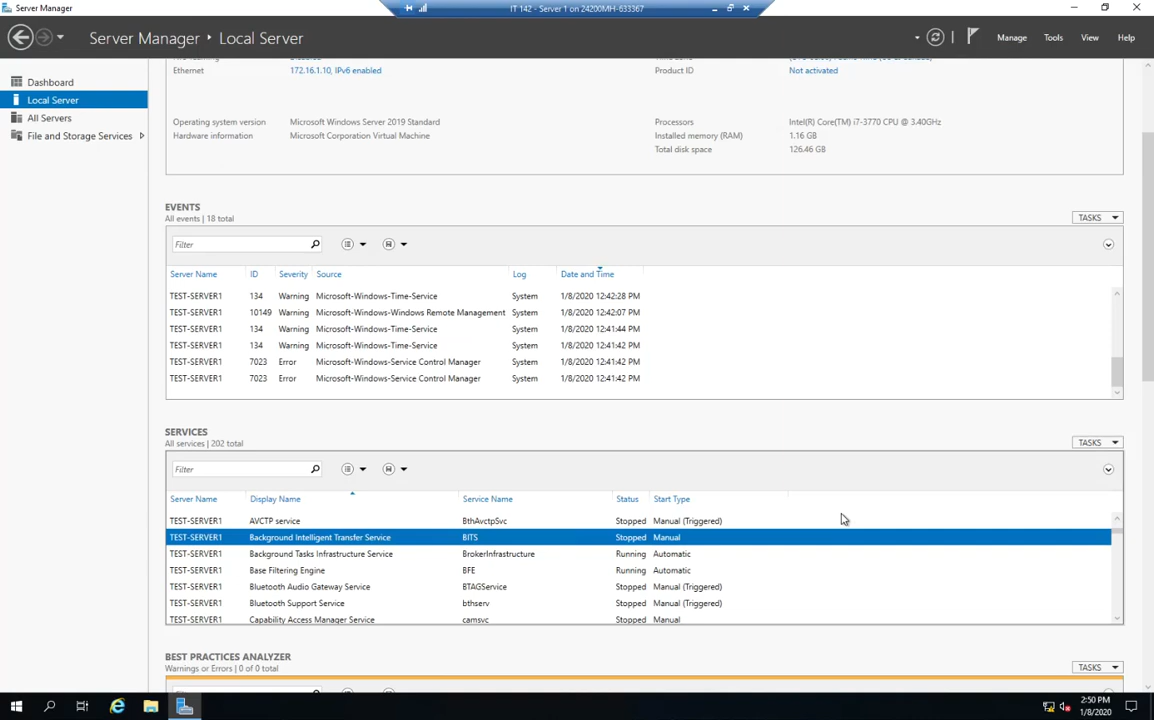 Server Manager
IT 142 - Server 1 on 24200MH-633367
Server Manager • Local Server
Manage Tools View Help
Dashboard
Local Server
All Servers
File and Storage Services
Ethernet 172.16.1.10, IPv6 enabled
Product ID Not activated
Operating system version Microsoft Windows Server 2019 Standard
Hardware information Microsoft Corporation Virtual Machine
Processors Intel(R) Core(TM) i7-3770 CPU @ 3.40GHz
Installed memory (RAM) 1.16 GB
Total disk space 126.46 GB
EVENTS
All events | 18 total
TASKS
Filter
Server Name ID Severity Source Log Date and Time
TEST-SERVER1 134 Warning Microsoft-Windows-Time-Service System 1/8/2020 12:42:28 PM
TEST-SERVER1 10149 Warning Microsoft-Windows-Windows Remote Management System 1/8/2020 12:42:07 PM
TEST-SERVER1 134 Warning Microsoft-Windows-Time-Service System 1/8/2020 12:41:44 PM
TEST-SERVER1 134 Warning Microsoft-Windows-Time-Service System 1/8/2020 12:41:42 PM
TEST-SERVER1 7023 Error Microsoft-Windows-Service Control Manager System 1/8/2020 12:41:42 PM
TEST-SERVER1 7023 Error Microsoft-Windows-Service Control Manager System 1/8/2020 12:41:42 PM
SERVICES
All services | 202 total
TASKS
Filter
Server Name Display Name Service Name Status Start Type
TEST-SERVER1 AVCTP service BthAvctpSvc Stopped Manual (Triggered)
TEST-SERVER1 Background Intelligent Transfer Service BITS Stopped Manual
TEST-SERVER1 Background Tasks Infrastructure Service BrokerInfrastructure Running Automatic
TEST-SERVER1 Base Filtering Engine BFE Running Automatic
TEST-SERVER1 Bluetooth Audio Gateway Service BTAGService Stopped Manual (Triggered)
TEST-SERVER1 Bluetooth Support Service bthserv Stopped Manual (Triggered)
TEST-SERVER1 Capability Access Manager Service camsvc Stopped Manual
BEST PRACTICES ANALYZER
Warnings or Errors | 0 of 0 total
TASKS
2:50 PM
1/8/2020